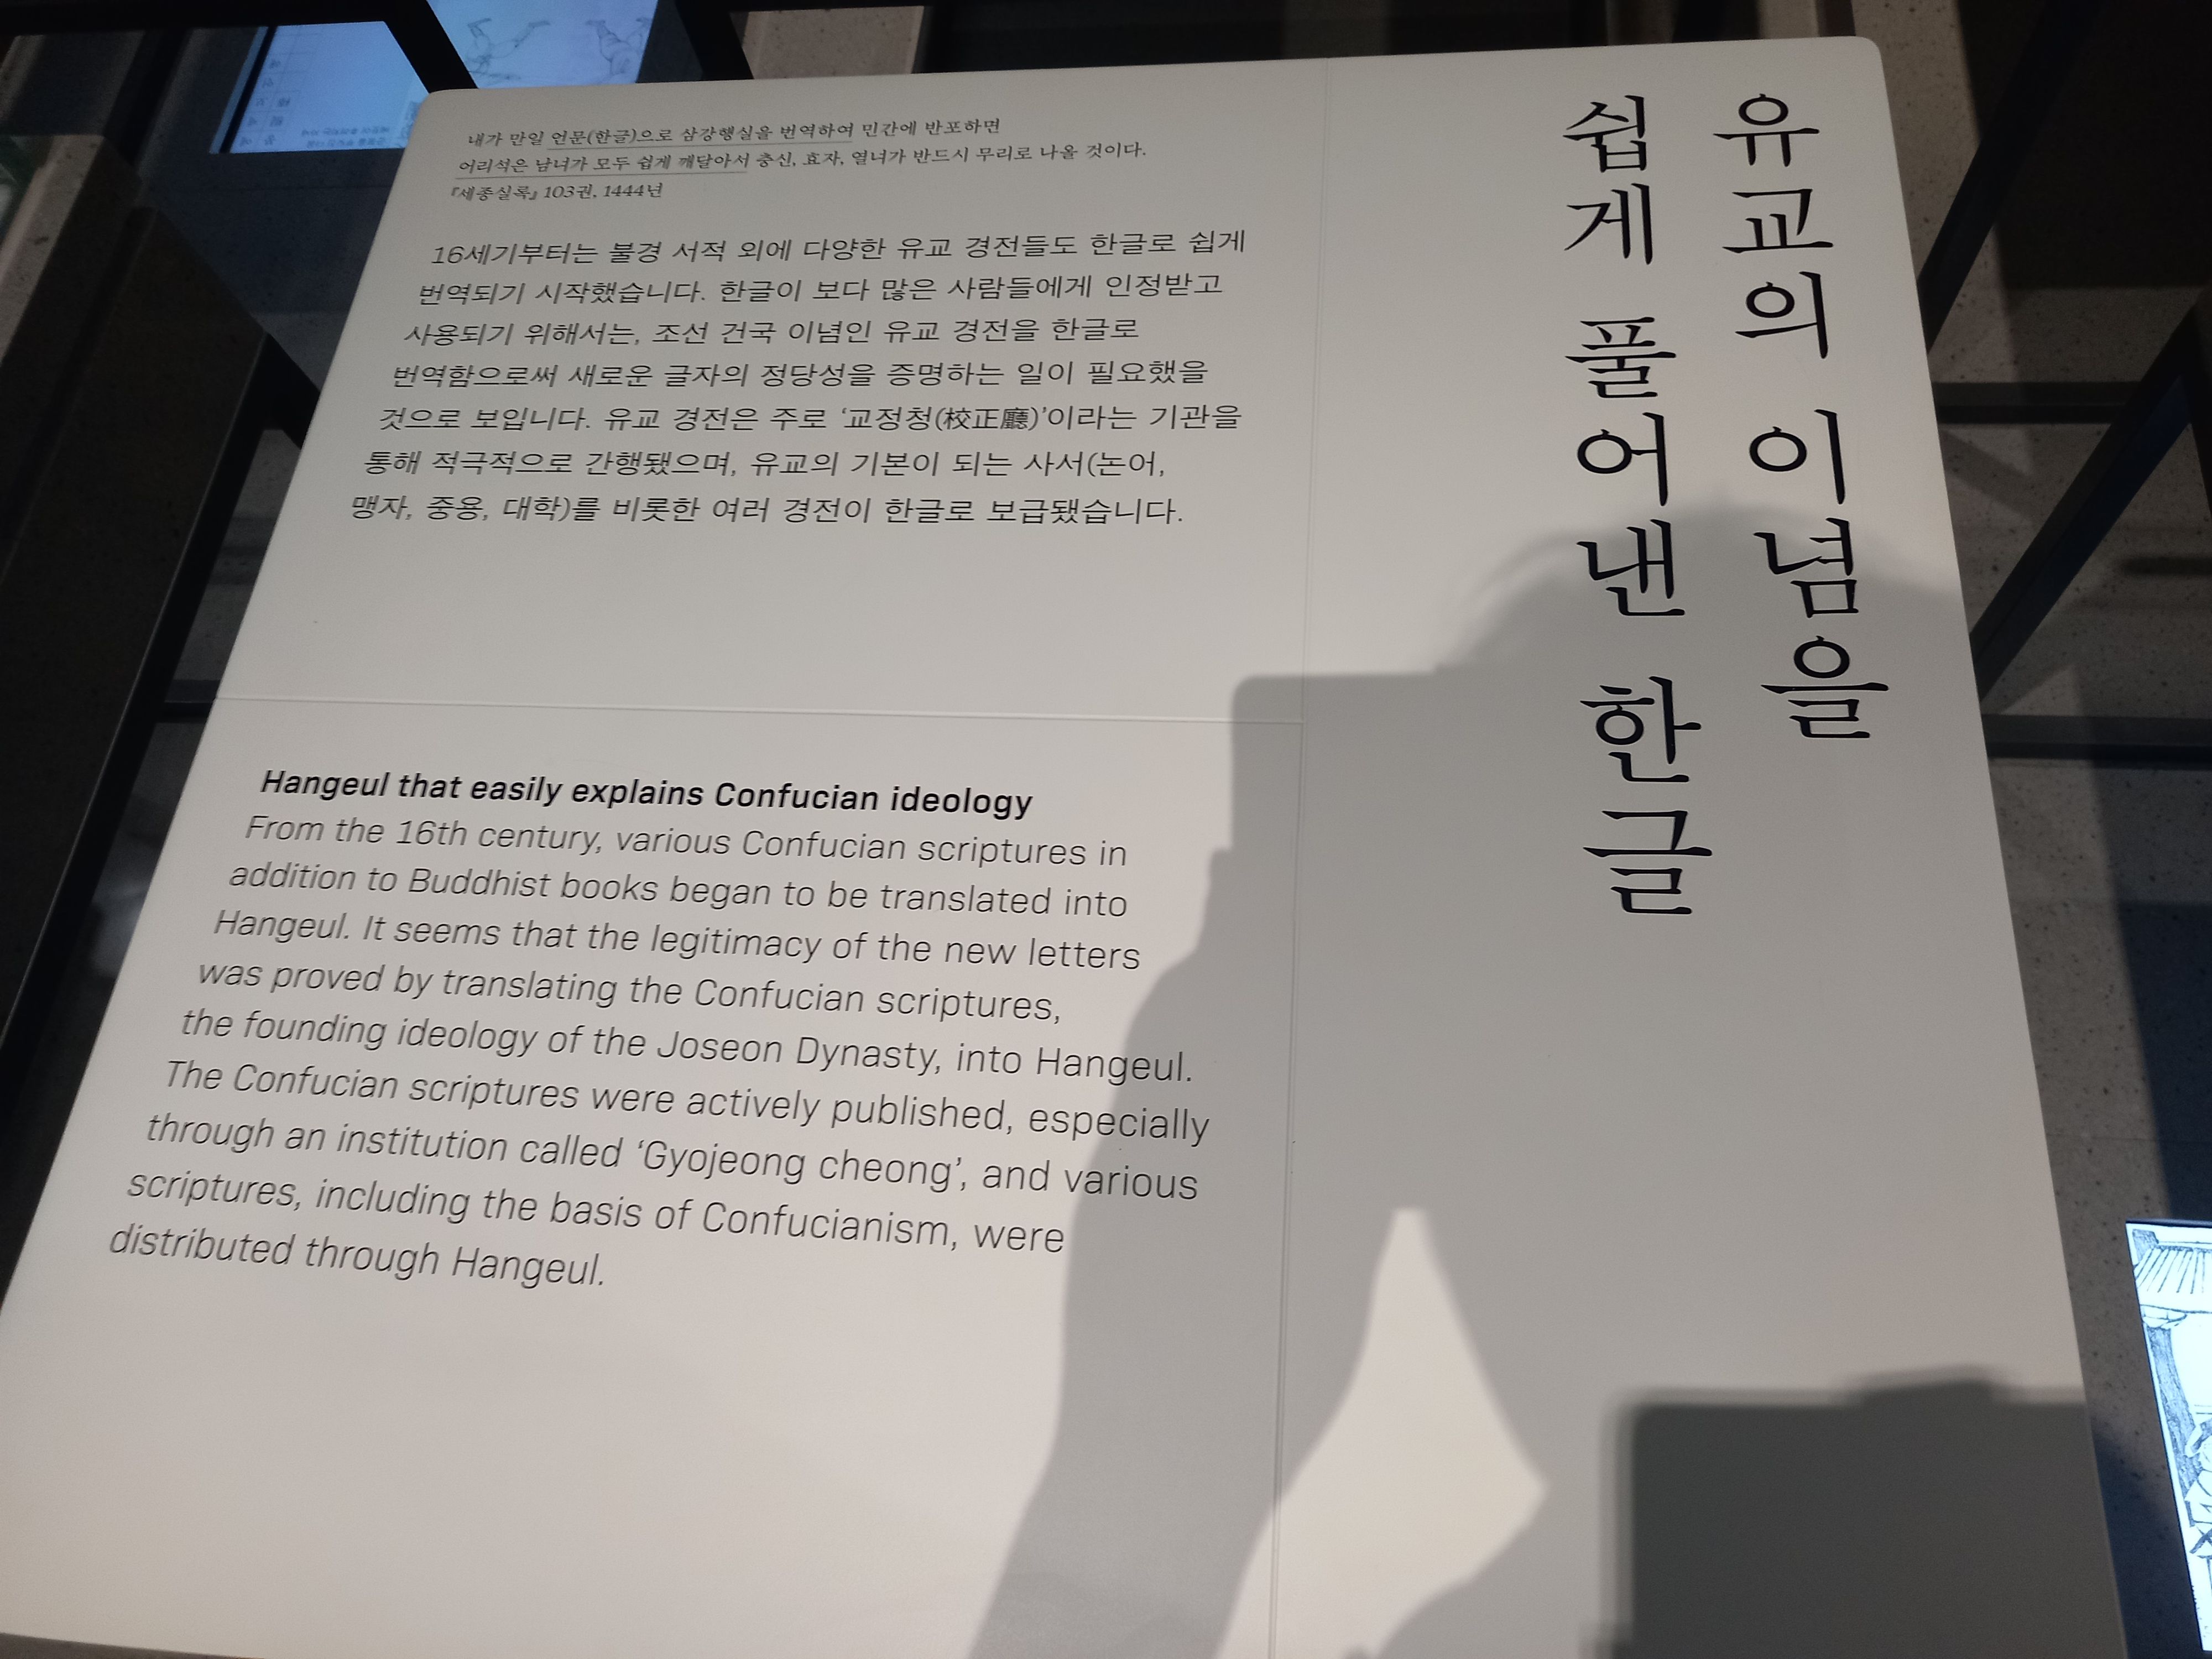 유교의 이념을
쉽게 풀어낸 한글
내가 만일 언문(한글)으로 삼강행실을 번역하여 민간에 반포하면
어리석은 남녀가 모두 쉽게 깨달아서 충신, 효자, 열녀가 반드시 무리로 나올 것이다.
『세종실록』 103권, 1444년
16세기부터는 불경 서적 외에 다양한 유교 경전들도 한글로 쉽게
번역되기 시작했습니다. 한글이 보다 많은 사람들에게 인정받고
사용되기 위해서는, 조선 건국 이념인 유교 경전을 한글로
번역함으로써 새로운 글자의 정당성을 증명하는 일이 필요했을
것으로 보입니다. 유교 경전은 주로 ‘교정청(校正廳)’이라는 기관을
통해 적극적으로 간행됐으며, 유교의 기본이 되는 사서(논어,
맹자, 중용, 대학)를 비롯한 여러 경전이 한글로 보급됐습니다.
Hangeul that easily explains Confucian ideology
From the 16th century, various Confucian scriptures in
addition to Buddhist books began to be translated into
Hangeul. It seems that the legitimacy of the new letters
was proved by translating the Confucian scriptures,
the founding ideology of the Joseon Dynasty, into Hangeul.
The Confucian scriptures were actively published, especially
through an institution called ‘Gyojeong cheong’, and various
scriptures, including the basis of Confucianism, were
distributed through Hangeul.